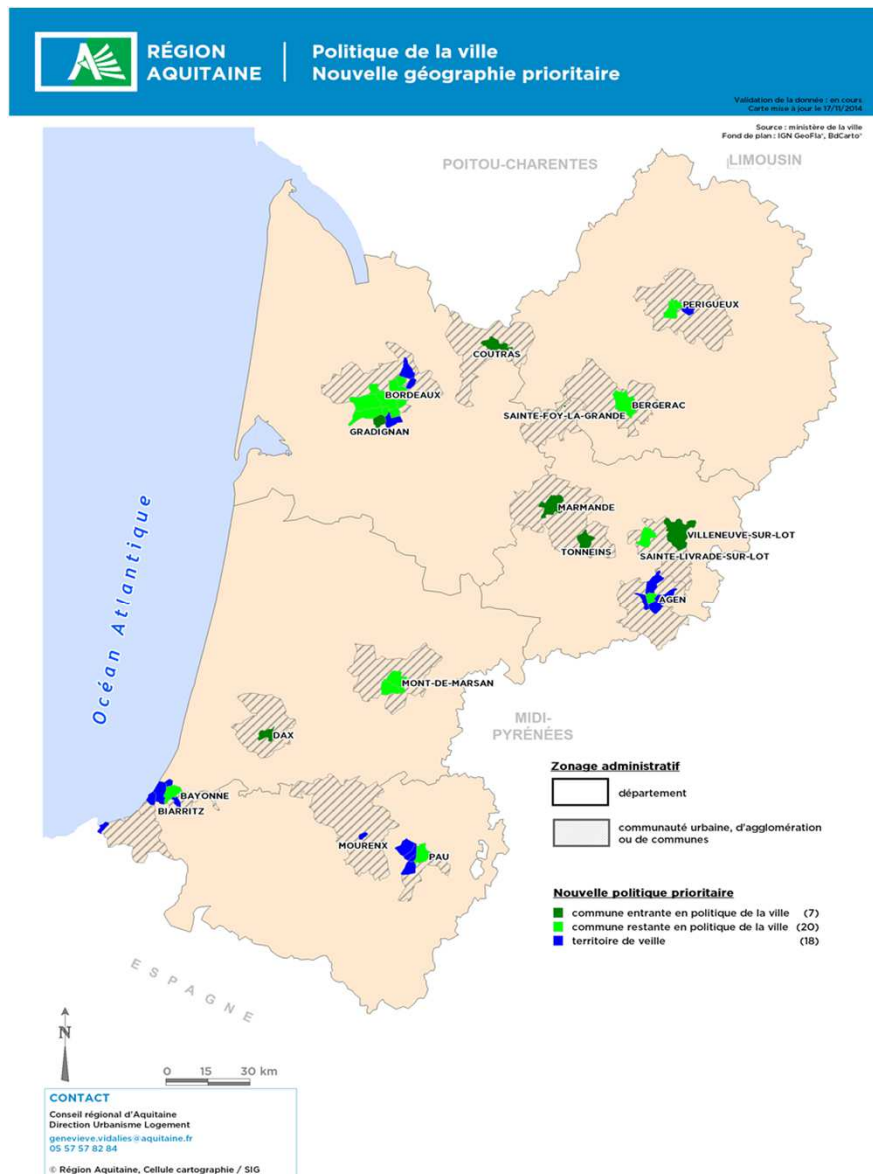 RÉGION
AQUITAINE
Politique de la ville
Nouvelle géographie prioritaire
Validation de la donnée : en cours
Carte mise à jour le 17/11/2014
Source : ministère de la ville
Fond de plan : IGN GeoFla®, BdCarto®
POITOU-CHARENTES
LIMOUSIN
PERIGUEUX
COUTRAS
BORDEAUX
BERGERAC
SAINTE-FOY-LA-GRANDE
GRADIGNAN
MARMANDE
VILLENEUVE-SUR-LOT
TONNEINS
SAINTE-LIVRADE-SUR-LOT
AGEN
Océan Atlantique
MONT-DE-MARSAN
MIDI-
PYRÉNÉES
DAX
BAYONNE
BIARRITZ
MOURENX
PAU
Zonage administratif
département
communauté urbaine, d'agglomération
ou de communes
Nouvelle politique prioritaire
commune entrante en politique de la ville (7)
commune restante en politique de la ville (20)
territoire de veille (18)
ESPAGNE
N
0 15 30 km
CONTACT
Conseil régional d'Aquitaine
Direction Urbanisme Logement
genevieve.vidalies@aquitaine.fr
05 57 57 82 84
© Région Aquitaine, Cellule cartographie / SIG